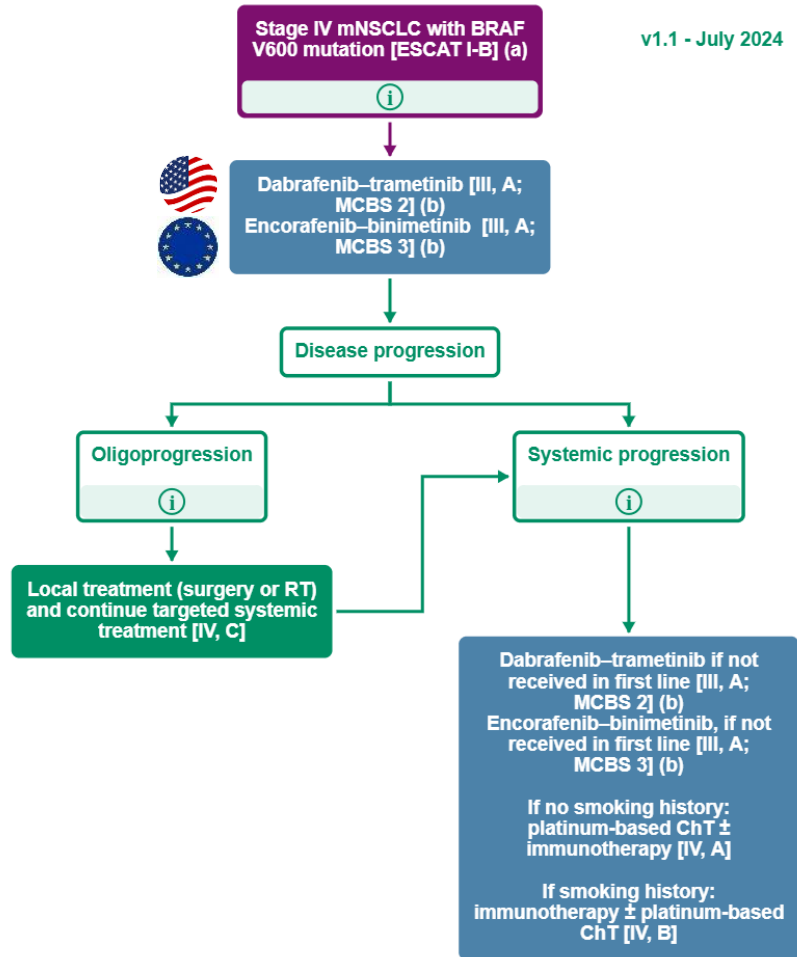 Stage IV mNSCLC with BRAF
V600 mutation [ESCAT I-B] (a)
i
v1.1 - July 2024
Dabrafenib–trametinib [III, A;
MCBS 2] (b)
Encorafenib–binimetinib [III, A;
MCBS 3] (b)
Disease progression
Oligoprogression
i
Systemic progression
i
Local treatment (surgery or RT)
and continue targeted systemic
treatment [IV, C]
Dabrafenib–trametinib if not
received in first line [III, A;
MCBS 2] (b)
Encorafenib–binimetinib, if not
received in first line [III, A;
MCBS 3] (b)
If no smoking history:
platinum-based ChT ±
immunotherapy [IV, A]
If smoking history:
immunotherapy ± platinum-based
ChT [IV, B]